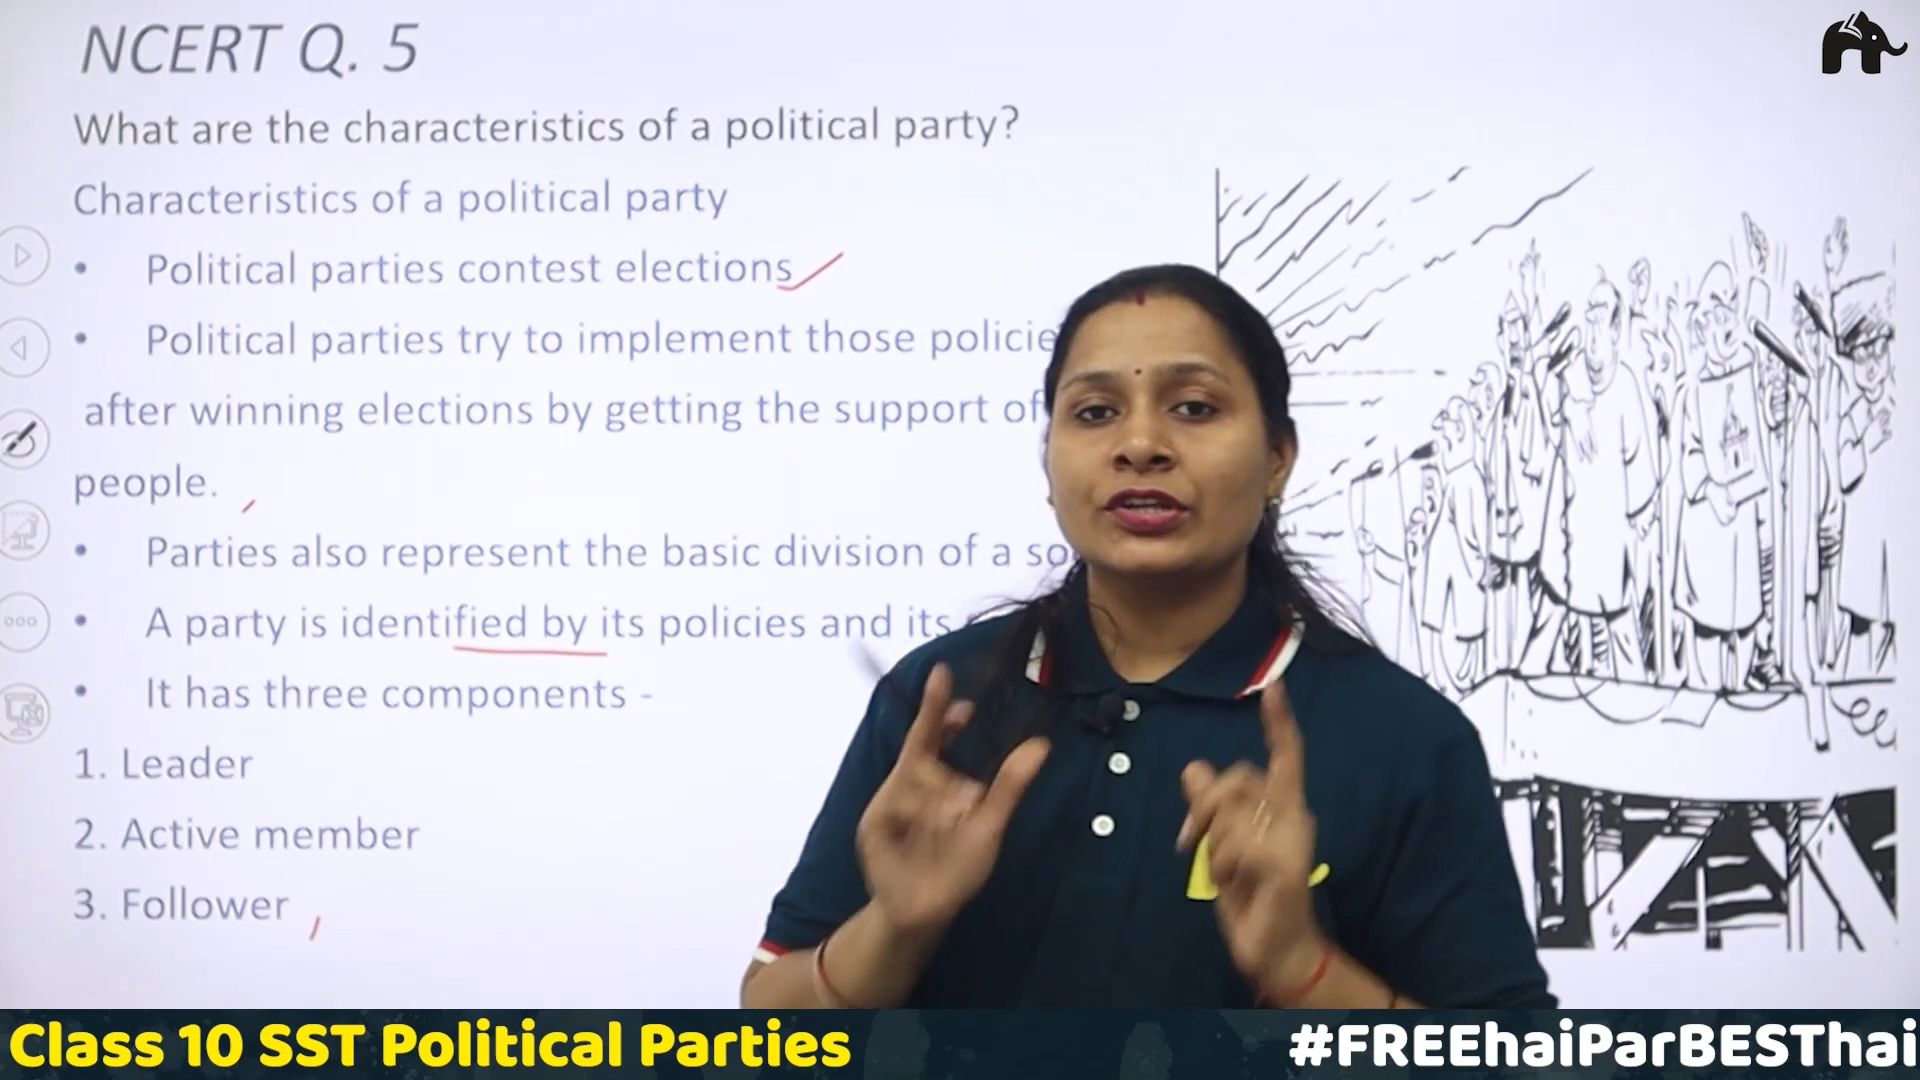 NCERT Q. 5
What are the characteristics of a political party?
Characteristics of a political party
• Political parties contest elections
• Political parties try to implement those
after winning elections by getting the support of
people.
• Parties also represent the basic division of a
• A party is identified by its policies and its
• It has three components -
1. Leader
2. Active member
3. Follower
Class 10 SST Political Parties
#FREEhaiParBESThai